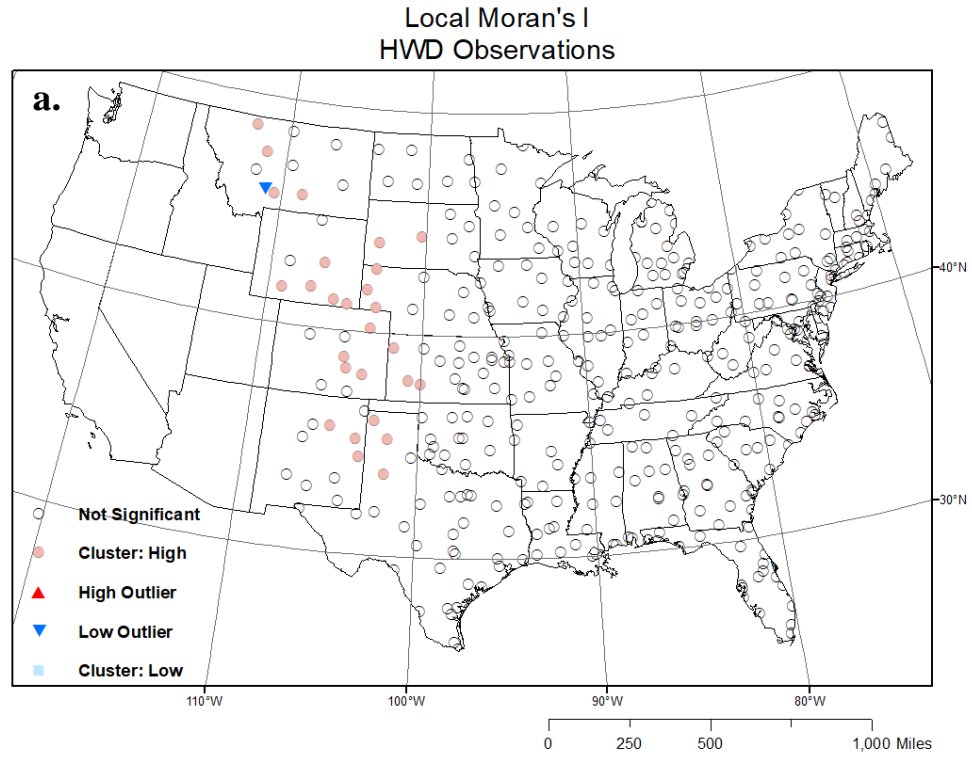 Local Moran's I
HWD Observations
a.
40°N
30°N
Not Significant
Cluster: High
High Outlier
Low Outlier
Cluster: Low
110°W
100°W
90°W
80°W
0
250
500
1,000 Miles